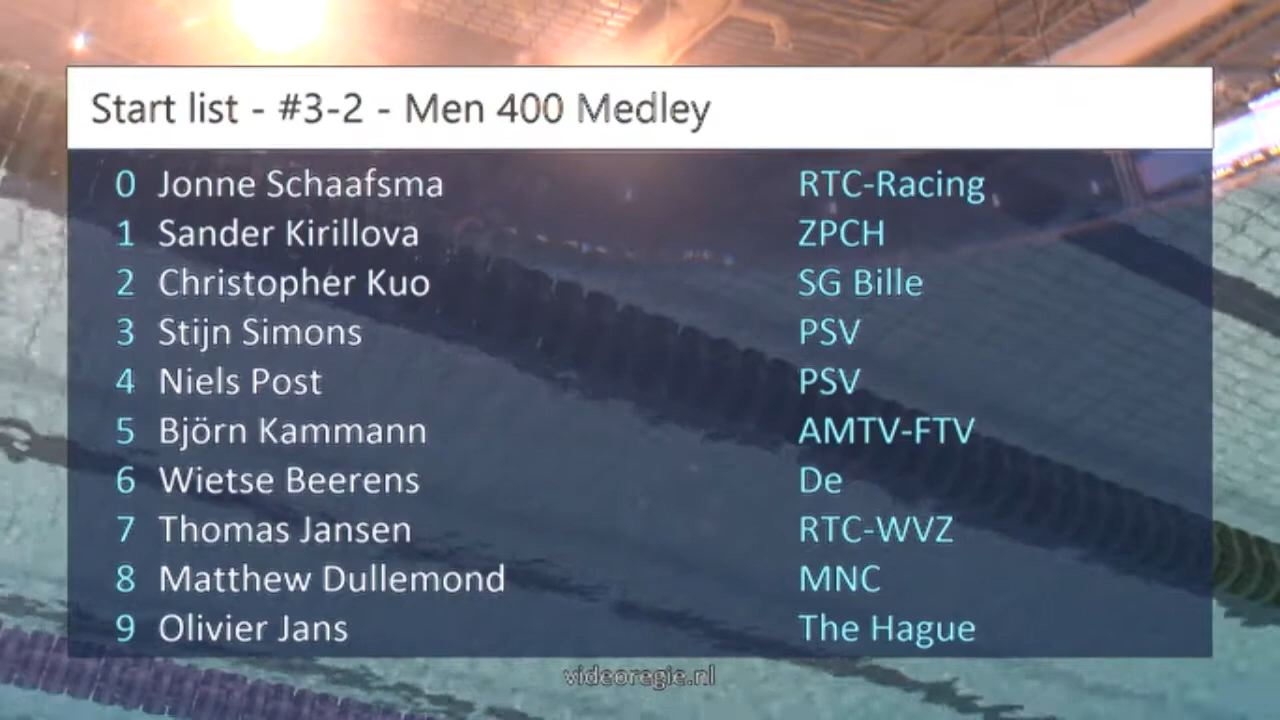 Start list - #3-2 - Men 400 Medley
0 Jonne Schaafsma RTC-Racing
1 Sander Kirillova ZPCH
2 Christopher Kuo SG Bille
3 Stijn Simons PSV
4 Niels Post PSV
5 Björn Kammann AMTV-FTV
6 Wietse Beerens De
7 Thomas Jansen RTC-WVZ
8 Matthew Dullemond MNC
9 Olivier Jans The Hague
videoregie.nl